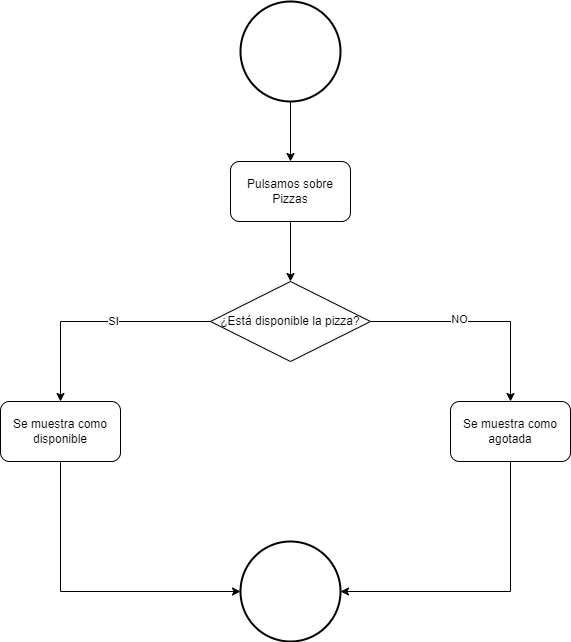 Pulsamos sobre
Pizzas
¿Está disponible la pizza?
SI
NO
Se muestra como
disponible
Se muestra como
agotada